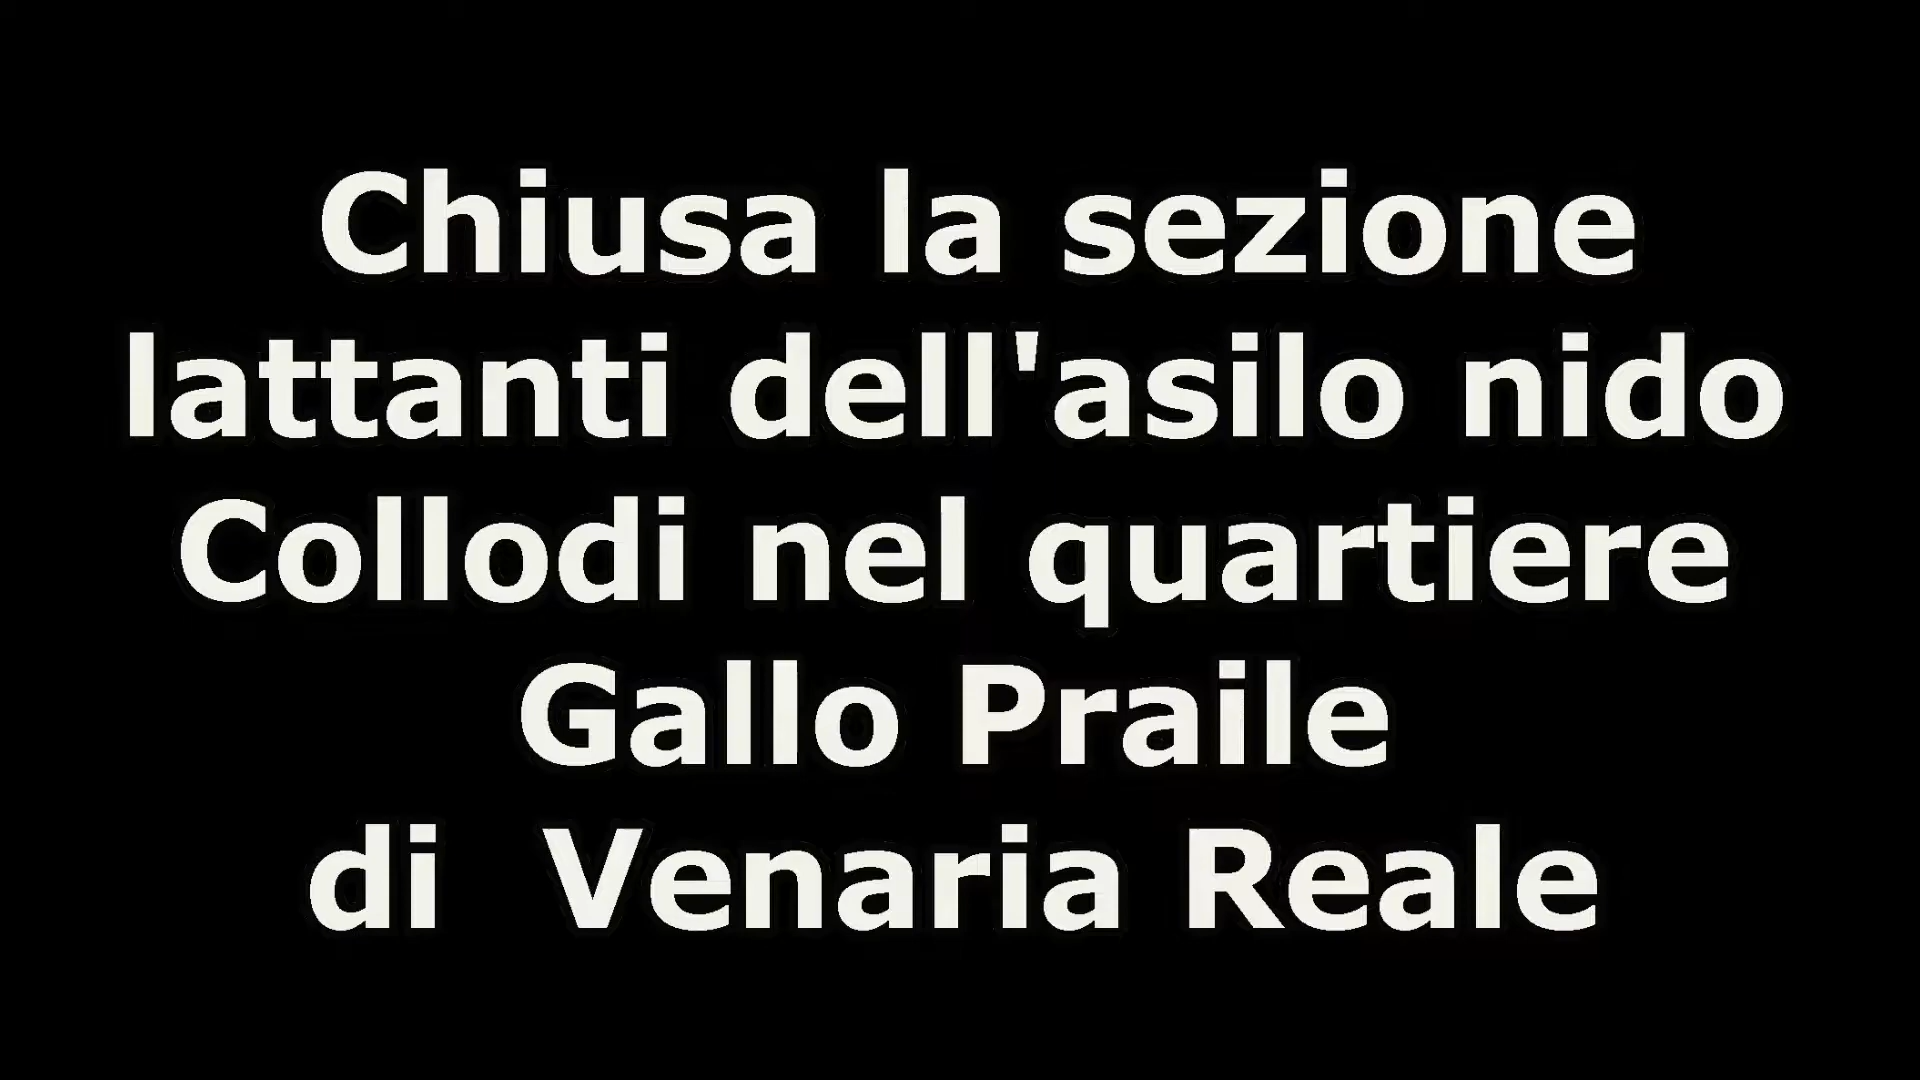 Chiusa la sezione
lattanti dell'asilo nido
Collodi nel quartiere
Gallo Praile
di  Venaria Reale